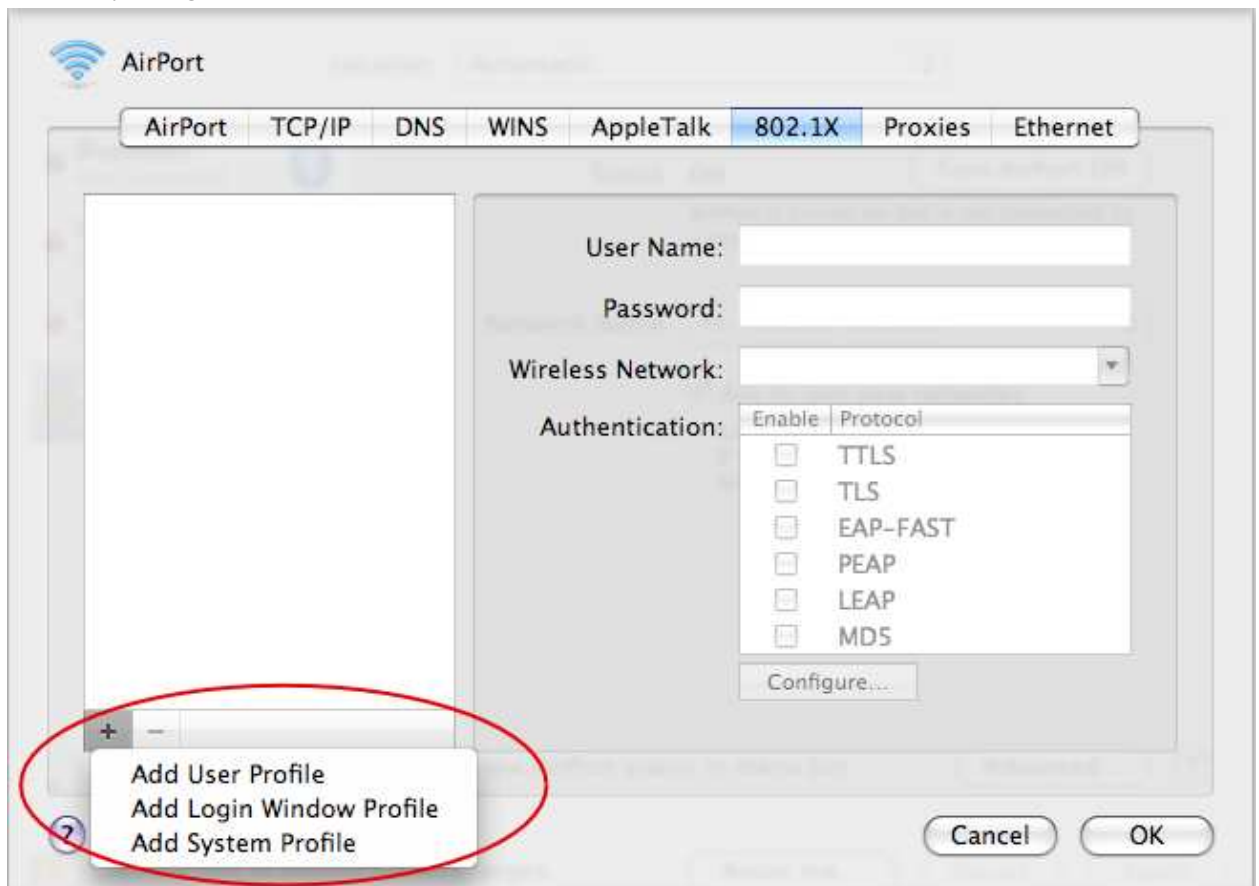 AirPort
AirPort TCP/IP DNS WINS AppleTalk 802.1X Proxies Ethernet
User Name:
Password:
Wireless Network:
Authentication:
Enable Protocol
TTLS
TLS
EAP-FAST
PEAP
LEAP
MD5
Configure...
+ −
Add User Profile
Add Login Window Profile
Add System Profile
? Cancel OK